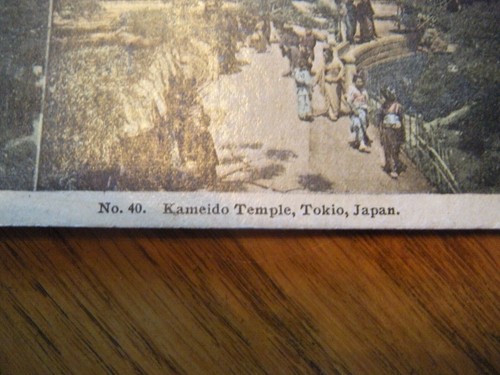 No. 40. Kameido Temple, Tokio, Japan.